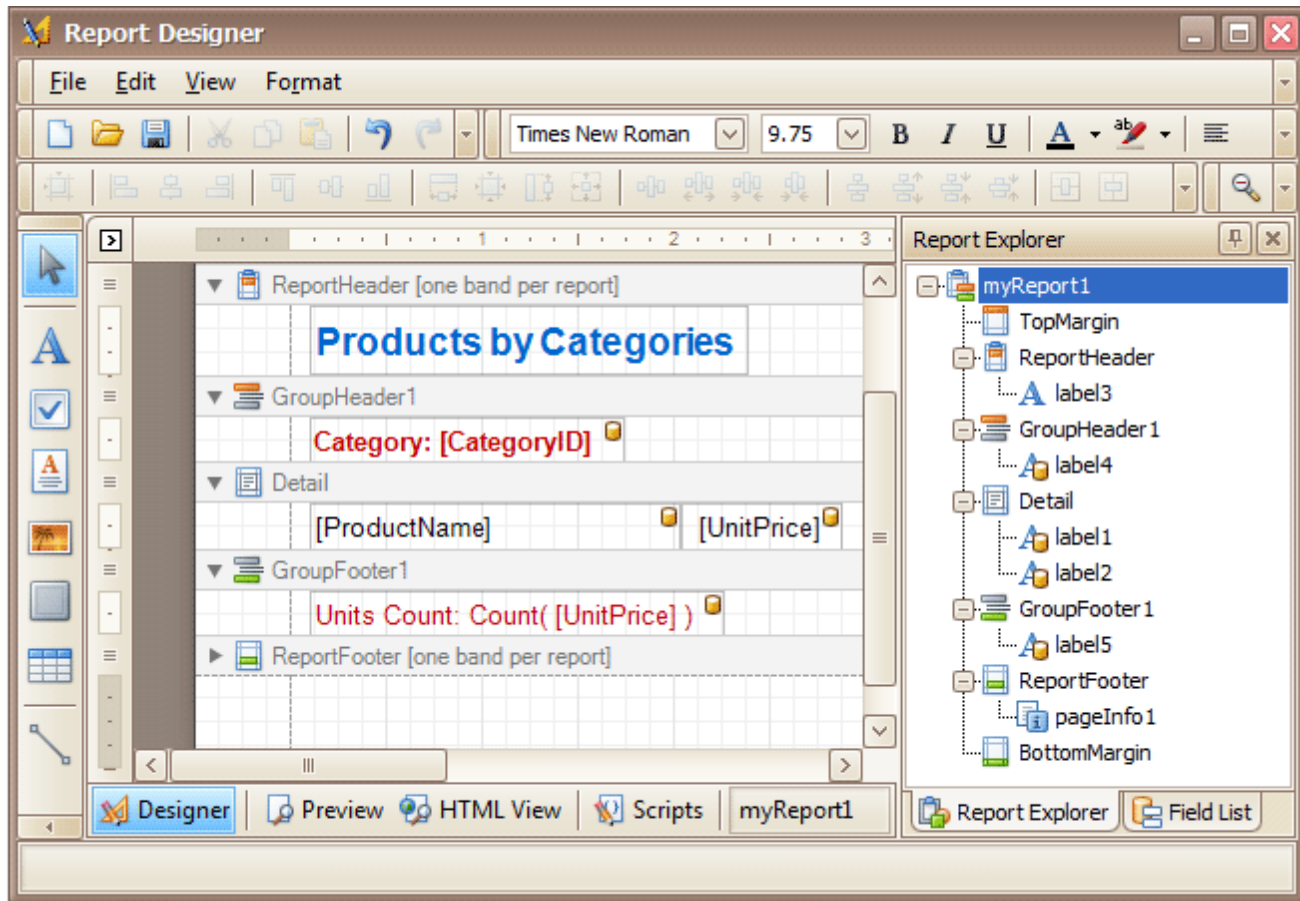 Report Designer
File Edit View Format
Times New Roman 9.75 B I U A ab
1 2 3
Report Explorer
ReportHeader [one band per report]
Products by Categories
GroupHeader1
Category: [CategoryID]
Detail
[ProductName] [UnitPrice]
GroupFooter1
Units Count: Count( [UnitPrice] )
ReportFooter [one band per report]
myReport1
TopMargin
ReportHeader
A label3
GroupHeader1
label4
Detail
label1
label2
GroupFooter1
label5
ReportFooter
pageInfo1
BottomMargin
Designer Preview HTML View Scripts myReport1
Report Explorer Field List